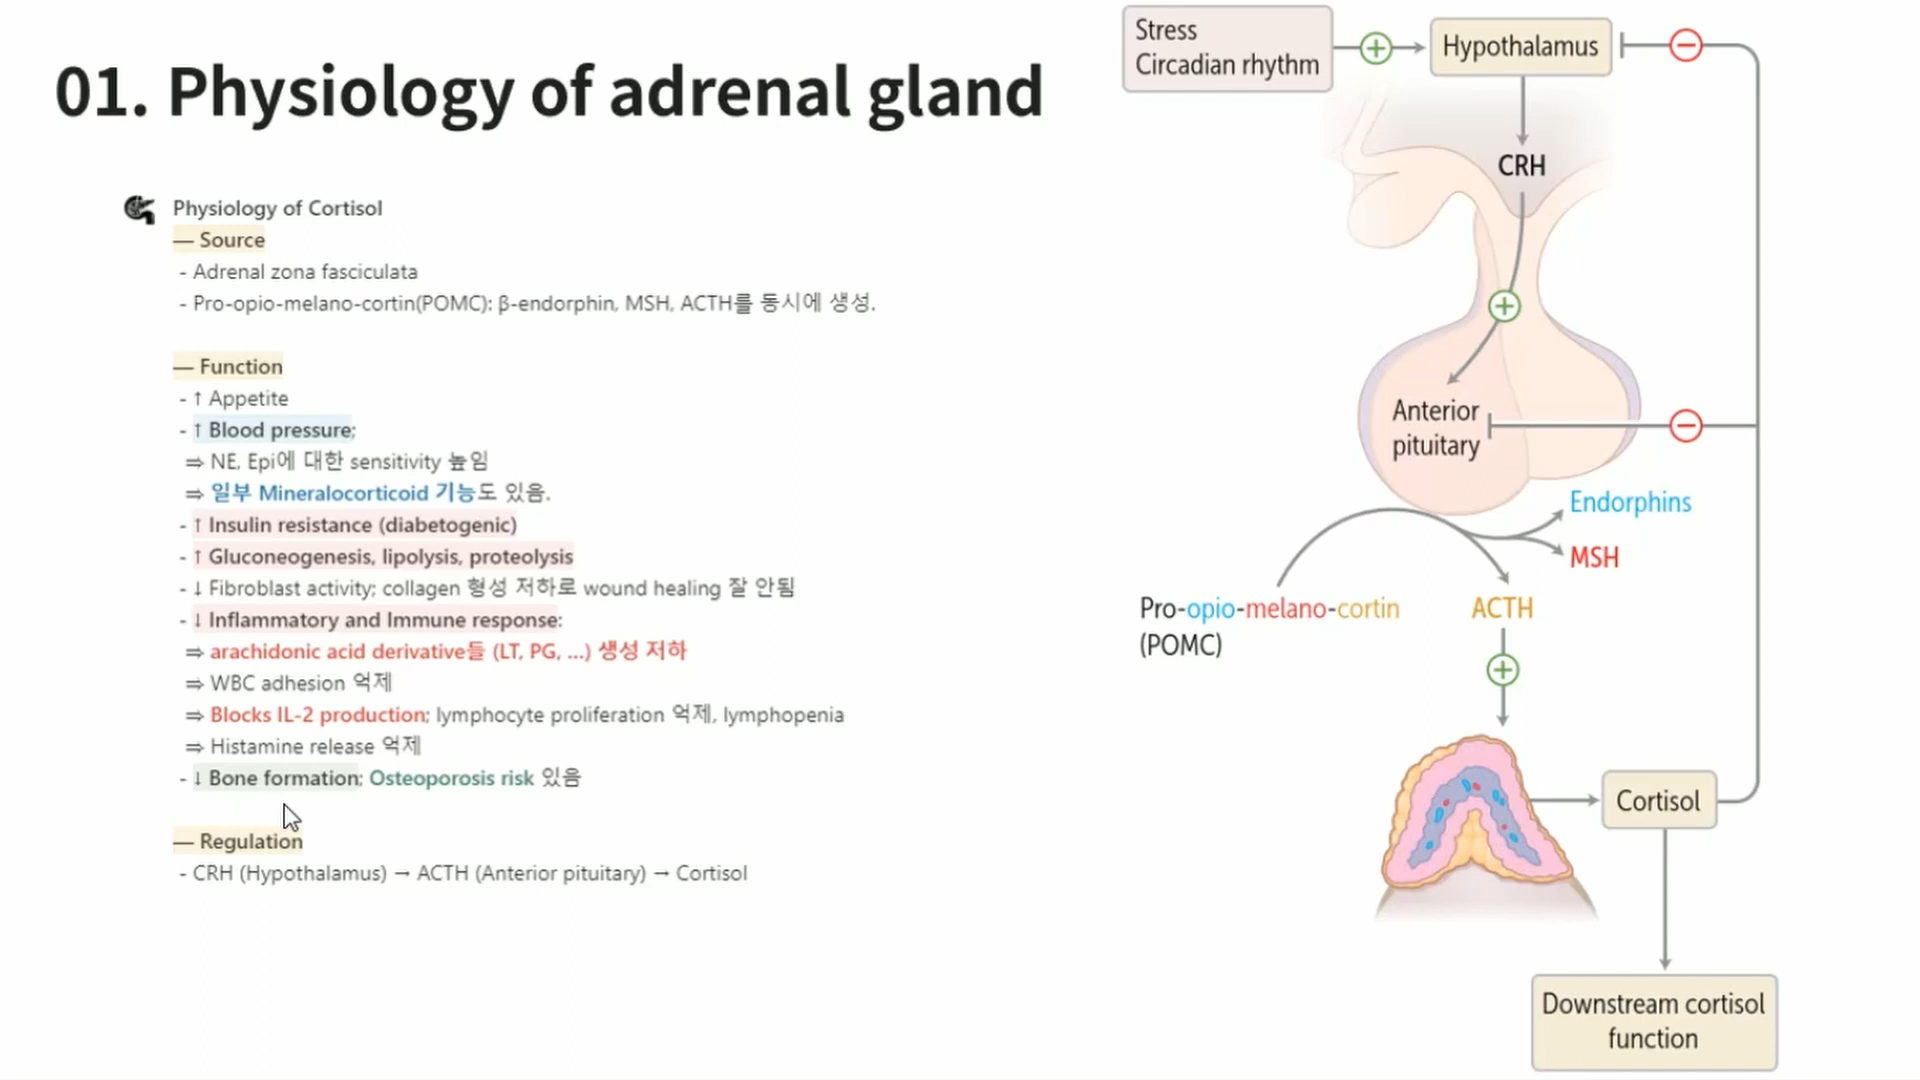 01. Physiology of adrenal gland
Physiology of Cortisol
— Source
- Adrenal zona fasciculata
- Pro-opio-melano-cortin(POMC): β-endorphin, MSH, ACTH를 동시에 생성.
— Function
- ↑ Appetite
- ↑ Blood pressure;
⇒ NE, Epi에 대한 sensitivity 높임
⇒ 일부 Mineralocorticoid 기능도 있음.
- ↑ Insulin resistance (diabetogenic)
- ↑ Gluconeogenesis, lipolysis, proteolysis
- ↓ Fibroblast activity; collagen 형성 저하로 wound healing 잘 안됨
- ↓ Inflammatory and Immune response:
⇒ arachidonic acid derivative들 (LT, PG, ...) 생성 저하
⇒ WBC adhesion 억제
⇒ Blocks IL-2 production; lymphocyte proliferation 억제, lymphopenia
⇒ Histamine release 억제
- ↓ Bone formation; Osteoporosis risk 있음
— Regulation
- CRH (Hypothalamus) → ACTH (Anterior pituitary) → Cortisol
Stress
Circadian rhythm
Hypothalamus
CRH
Anterior
pituitary
Endorphins
MSH
Pro-opio-melano-cortin
(POMC)
ACTH
Cortisol
Downstream cortisol
function